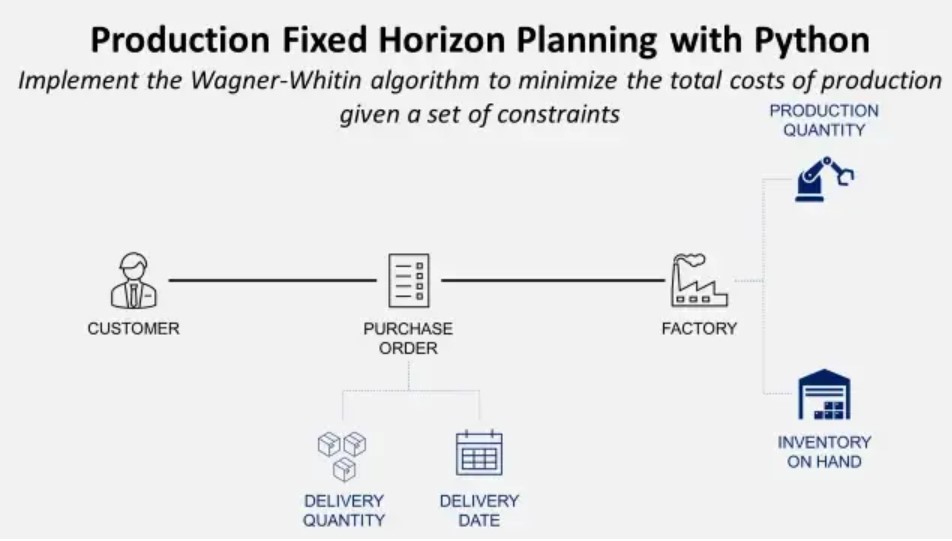 Production Fixed Horizon Planning with Python
Implement the Wagner-Whitin algorithm to minimize the total costs of production
given a set of constraints
PRODUCTION
QUANTITY
CUSTOMER
PURCHASE
ORDER
FACTORY
INVENTORY
ON HAND
DELIVERY
QUANTITY
DELIVERY
DATE